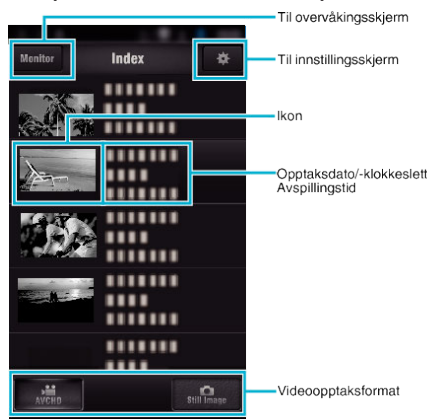 Til overvåkingsskjerm
Monitor
Index
Til innstillingsskjerm
Ikon
Opptaksdato/-klokkeslett
Avspillingstid
AVCHD
Still Image
Videoopptaksformat